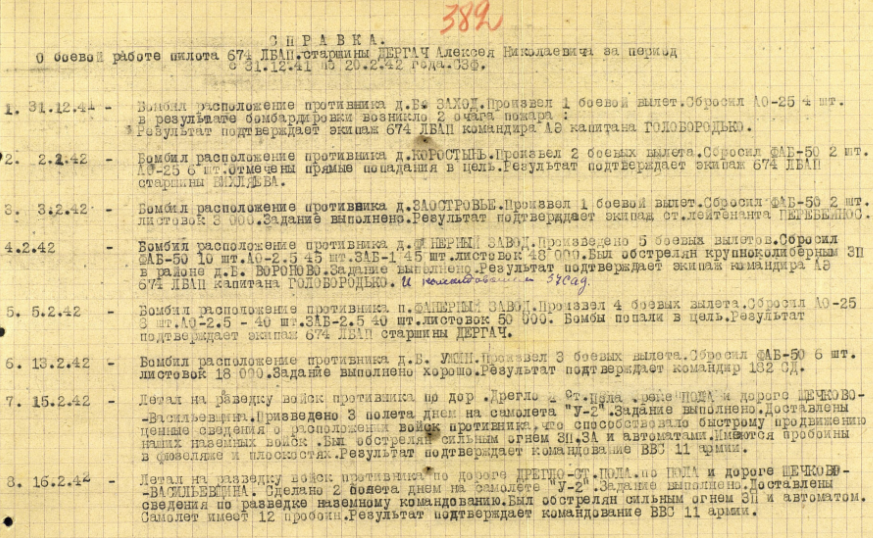 382
СПРАВКА.
О боевой работе пилота 674 ЛБАП.старшины ДЕРГАЧ Алексея Николаевича за период
с 31.12.41 по 20.2.42 года.СЗФ.
1. 31.12.41 - Бомбил расположение противника д.Б. ЗАХОД.Произвел 1 боевой вылет.Сбросил АО-25 4 шт.
в результате бомбардировки возникло 2 очага пожара :
Результат подтверждает экипаж 674 ЛБАП командира АЭ капитана ГОЛОБОРОДЬКО.
2. 2.2.42 - Бомбил расположение противника д.КОРОСТЫНЬ.Произвел 2 боевых вылета.Сбросил ФАБ-50 2 шт.
АО-25 6 шт.отмечены прямые попадания в цель.Результат подтверждает экипаж 674 ЛБАП
старшины ВИХЛЯЕВА.
3. 3.2.42 - Бомбил расположение противника д.ЗАОСТРОВЬЕ.Произвел 1 боевой вылет.Сбросил ФАБ-50 2 шт.
листовок 3 000.Задание выполнено.Результат подтверждает экипаж ст.лейтенанта ПЕРЕБЕЙНОС.
4.2.42 - Бомбил расположение противника д.ФАНЕРНЫЙ ЗАВОД.Произведено 5 боевых вылетов.Сбросил
ФАБ-50 10 шт.АО-2.5 45 шт.ЗАБ-1 45 шт.листовок 48 000.Был обстрелян крупноколиберным ЗП
в районе д.Б. ВОРОНОВО.Задание выполнено.Результат подтверждает экипаж командира АЭ
674 ЛБАП капитана ГОЛОБОРОДЬКО. И командованием 34сад.
5. 5.2.42 - Бомбил расположение противника п.ФАНЕРНЫЙ ЗАВОД.Произвел 4 боевых вылета.Сбросил АО-25
8 шт.АО-2.5 - 40 шт.ЗАБ-2.5 40 шт.листовок 50 000. Бомбы попали в цель.Результат
подтверждает экипаж 674 ЛБАП старшины ДЕРГАЧ.
6. 13.2.42 - Бомбил расположение противника д.Б. УЖИН.Произвел 3 боевых вылета.Сбросил ФАБ-50 6 шт.
листовок 18 000.Задание выполнено хорошо.Результат подтверждает командир 182 СД.
7. 15.2.42 - Летал на разведку войск противника по дор .Дрегло - Ст.Пола .реке ПОЛА и дороге ЩЕЧКОВО-
-Васильевщина.Призведено 3 полета днем на самолета "У-2".Задание выполнено.Доставлены
ценные сведения о расположении войск противника,что способствовало быстрому продвижению
наших наземных войск .Был обстрелян сильным огнем ЗП.ЗА и автоматами.Имеются пробоины
в фюзеляже и плоскостях.Результат подтверждает командование ВВС 11 армии.
8. 16.2.42 - Летал на разведку войск противника по дороге ДРЕГЛО-СТ.ПОЛА.по ПОЛА и дороге ЩЕЧКОВО-
-ВАСИЛЬЕВЩИНА. Сделано 2 полета днем на самолете "У-2".Задание выполнено.Доставлены
сведения по разведке наземному командованию.Был обстрелян сильным огнем ЗП и автоматом.
Самолет имеет 12 пробоин.Результат подтверждает командование ВВС 11 армии.